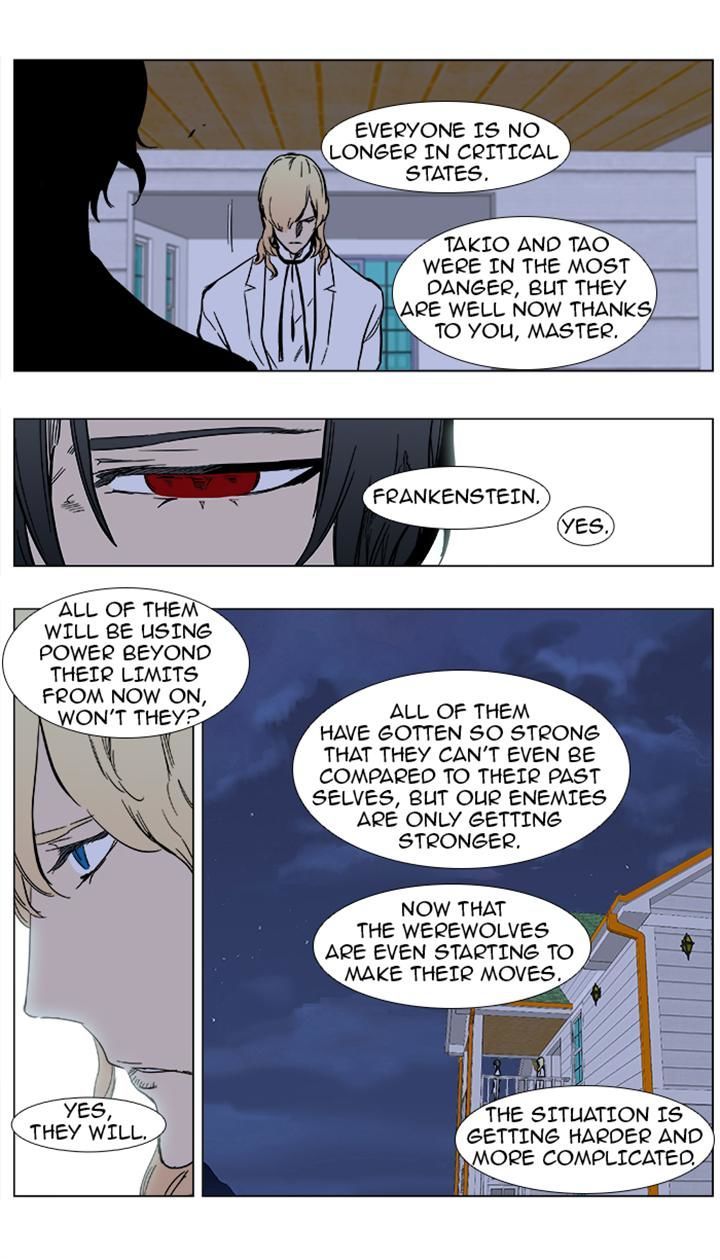 EVERYONE IS NO
LONGER IN CRITICAL
STATES.
TAKIO AND TAO
WERE IN THE MOST
DANGER, BUT THEY
ARE WELL NOW THANKS
TO YOU, MASTER.
FRANKENSTEIN.
YES.
ALL OF THEM
WILL BE USING
POWER BEYOND
THEIR LIMITS
FROM NOW ON,
WON'T THEY?
YES,
THEY WILL.
ALL OF THEM
HAVE GOTTEN SO STRONG
THAT THEY CAN'T EVEN BE
COMPARED TO THEIR PAST
SELVES, BUT OUR ENEMIES
ARE ONLY GETTING
STRONGER.
NOW THAT
THE WEREWOLVES
ARE EVEN STARTING TO
MAKE THEIR MOVES.
THE SITUATION IS
GETTING HARDER AND
MORE COMPLICATED.